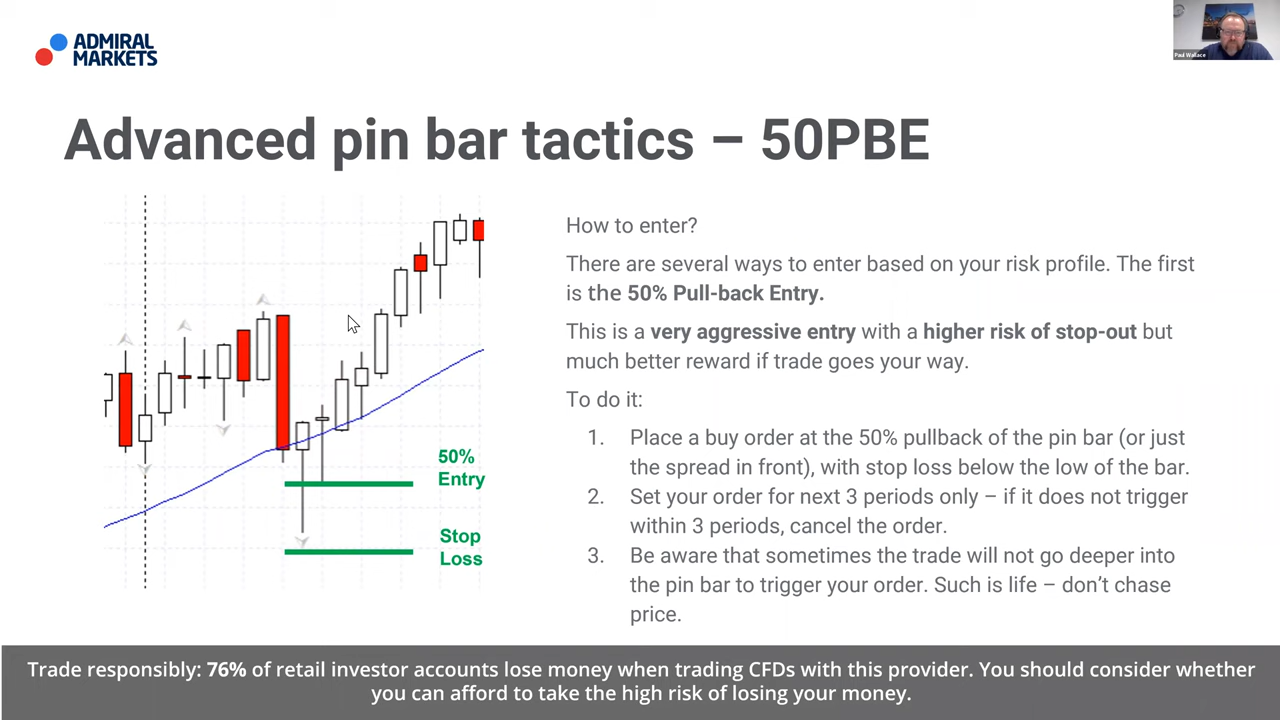 ADMIRAL
MARKETS
Paul Wallace
Advanced pin bar tactics – 50PBE
50%
Entry
Stop
Loss
How to enter?
There are several ways to enter based on your risk profile. The first
is the 50% Pull-back Entry.
This is a very aggressive entry with a higher risk of stop-out but
much better reward if trade goes your way.
To do it:
1. Place a buy order at the 50% pullback of the pin bar (or just
the spread in front), with stop loss below the low of the bar.
2. Set your order for next 3 periods only – if it does not trigger
within 3 periods, cancel the order.
3. Be aware that sometimes the trade will not go deeper into
the pin bar to trigger your order. Such is life – don’t chase
price.
Trade responsibly: 76% of retail investor accounts lose money when trading CFDs with this provider. You should consider whether
you can afford to take the high risk of losing your money.